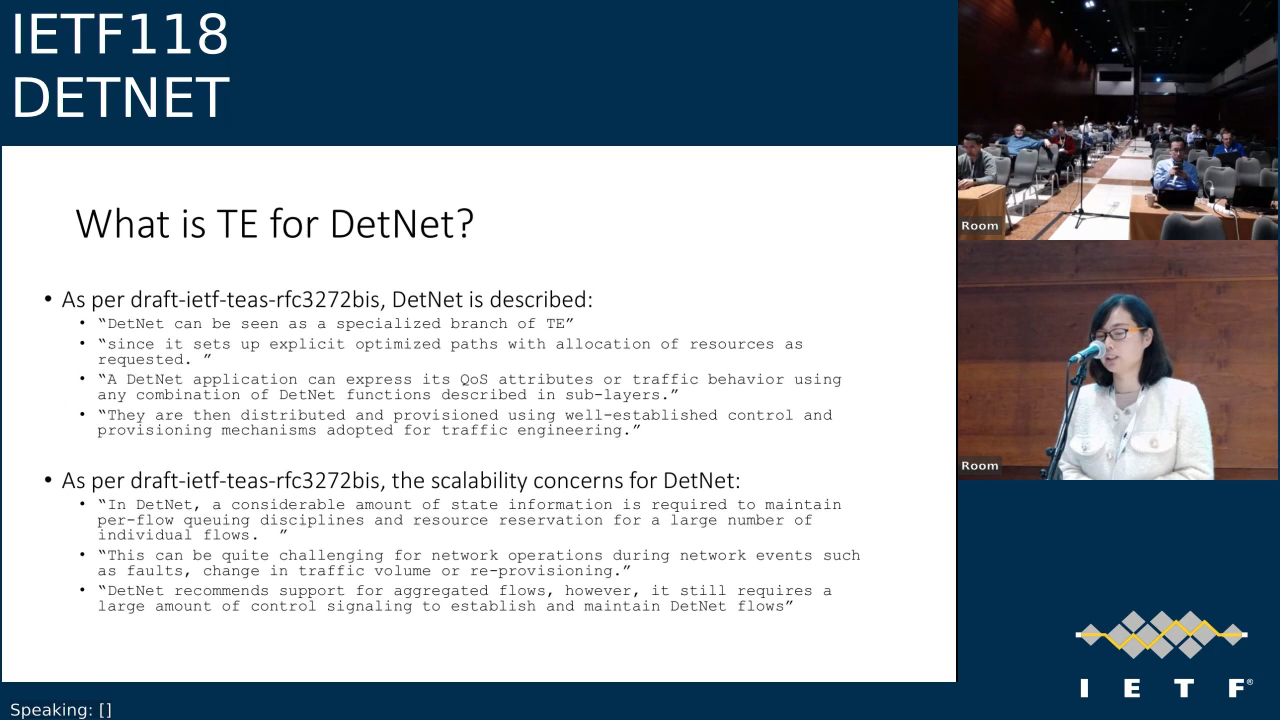 IETF118
DETNET
What is TE for DetNet?
• As per draft-ietf-teas-rfc3272bis, DetNet is described:
• “DetNet can be seen as a specialized branch of TE”
• “since it sets up explicit optimized paths with allocation of resources as
requested. ”
• “A DetNet application can express its QoS attributes or traffic behavior using
any combination of DetNet functions described in sub-layers.”
• “They are then distributed and provisioned using well-established control and
provisioning mechanisms adopted for traffic engineering.”
• As per draft-ietf-teas-rfc3272bis, the scalability concerns for DetNet:
• “In DetNet, a considerable amount of state information is required to maintain
per-flow queuing disciplines and resource reservation for a large number of
individual flows.  ”
• “This can be quite challenging for network operations during network events such
as faults, change in traffic volume or re-provisioning.”
• “DetNet recommends support for aggregated flows, however, it still requires a
large amount of control signaling to establish and maintain DetNet flows”
Speaking: []
Room
Room
I E T F®